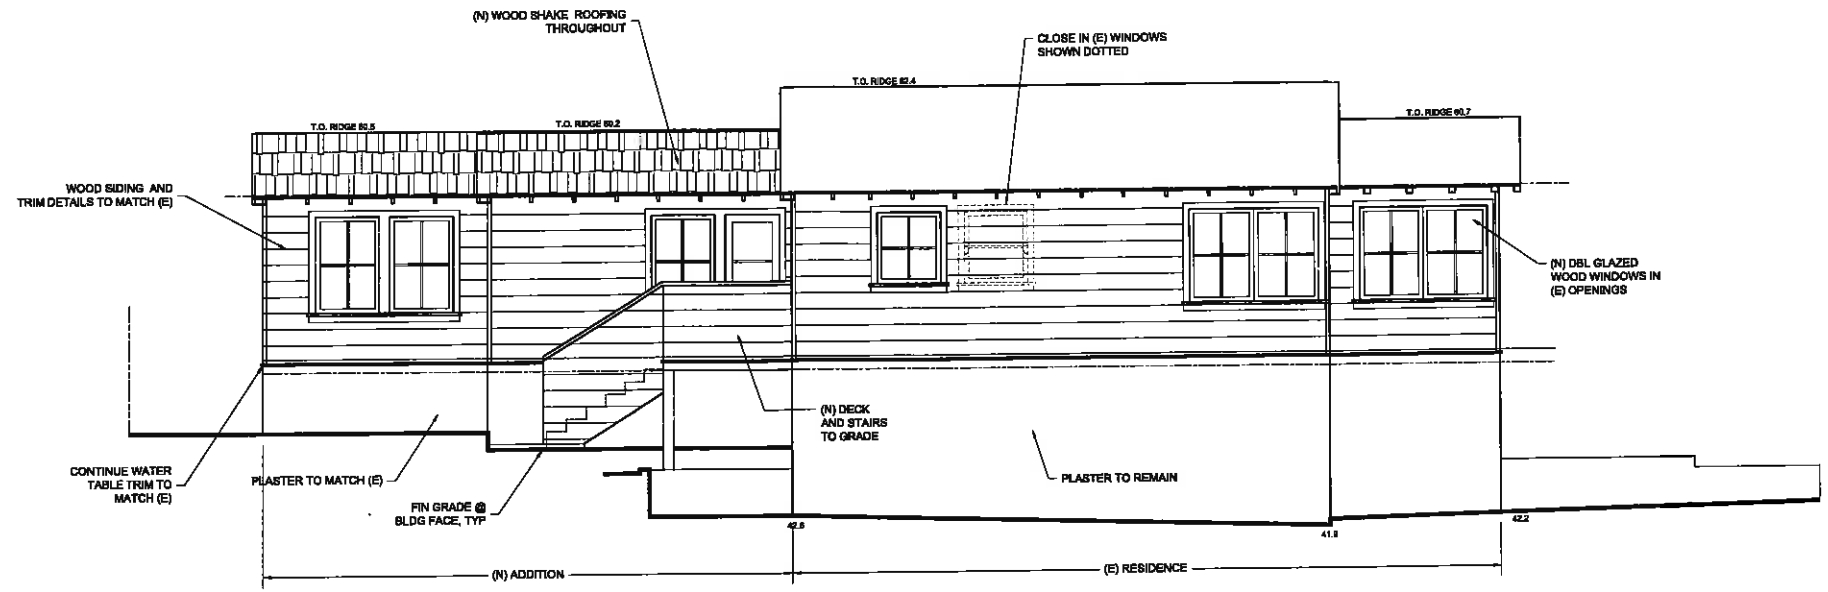 (N) WOOD SHAKE ROOFING
THROUGHOUT
CLOSE IN (E) WINDOWS
SHOWN DOTTED
T.O. RIDGE 62.4
T.O. RIDGE 60.7
T.O. RIDGE 60.5
T.O. RIDGE 60.2
WOOD SIDING AND
TRIM DETAILS TO MATCH (E)
(N) DBL GLAZED
WOOD WINDOWS IN
(E) OPENINGS
(N) DECK
AND STAIRS
TO GRADE
CONTINUE WATER
TABLE TRIM TO
MATCH (E)
PLASTER TO MATCH (E)
PLASTER TO REMAIN
FIN GRADE @
BLDG FACE, TYP
42.2
41.8
(N) ADDITION
(E) RESIDENCE